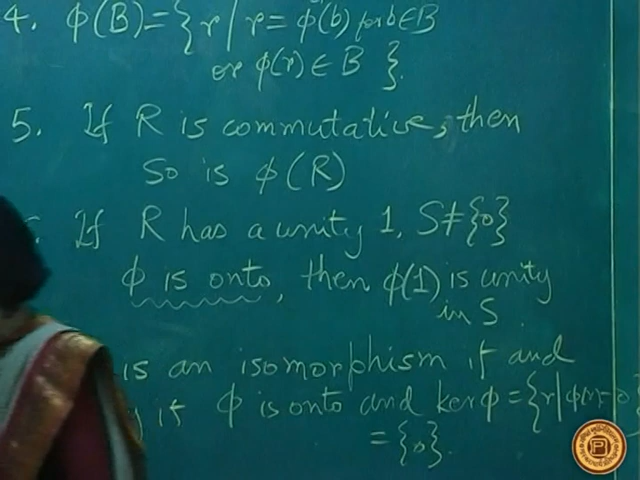 4. φ(B) = { r / r = φ(b) for b ∈ B
or φ(r) ∈ B }.
5. If R is commutative, then
so is φ(R)
If R has a unity 1, S ≠ {0}
φ is onto, then φ(1) is unity
in S
is an isomorphism if and
if φ is onto and ker φ = {r | φ(r) = 0}
= {0}.